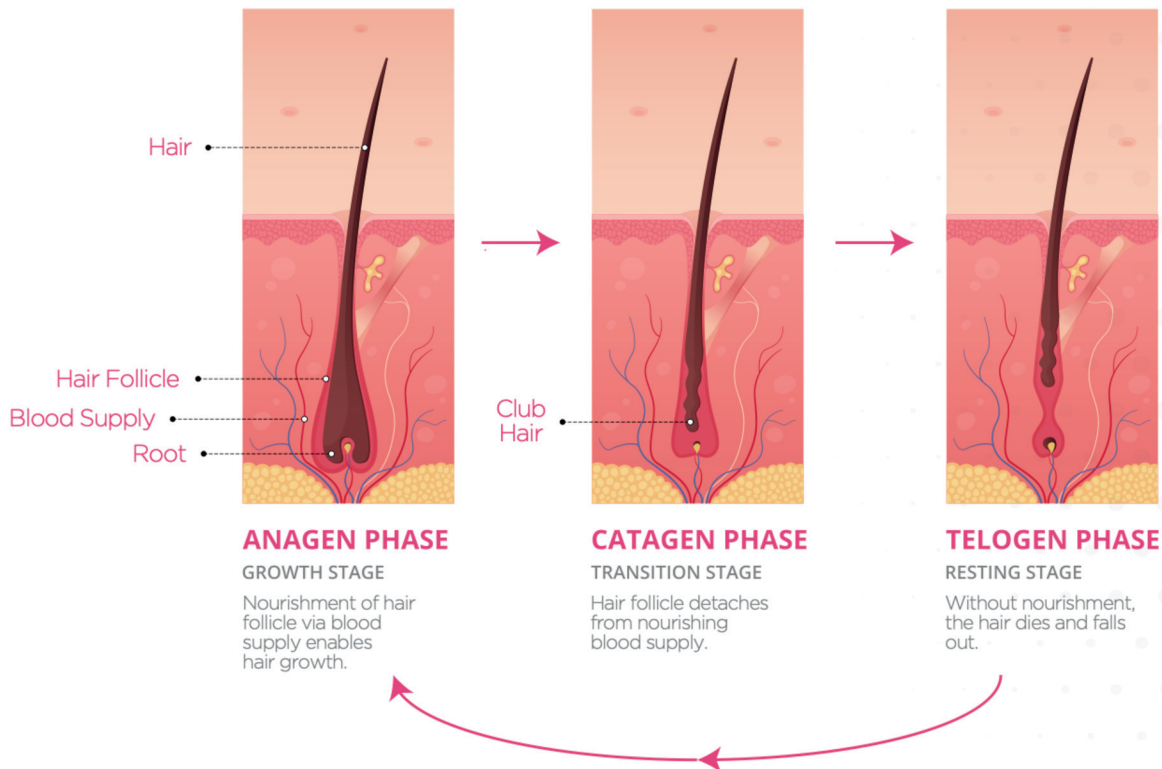 Hair
Hair Follicle
Blood Supply
Root
Club
Hair
ANAGEN PHASE
GROWTH STAGE
Nourishment of hair
follicle via blood
supply enables
hair growth.
CATAGEN PHASE
TRANSITION STAGE
Hair follicle detaches
from nourishing
blood supply.
TELOGEN PHASE
RESTING STAGE
Without nourishment,
the hair dies and falls
out.